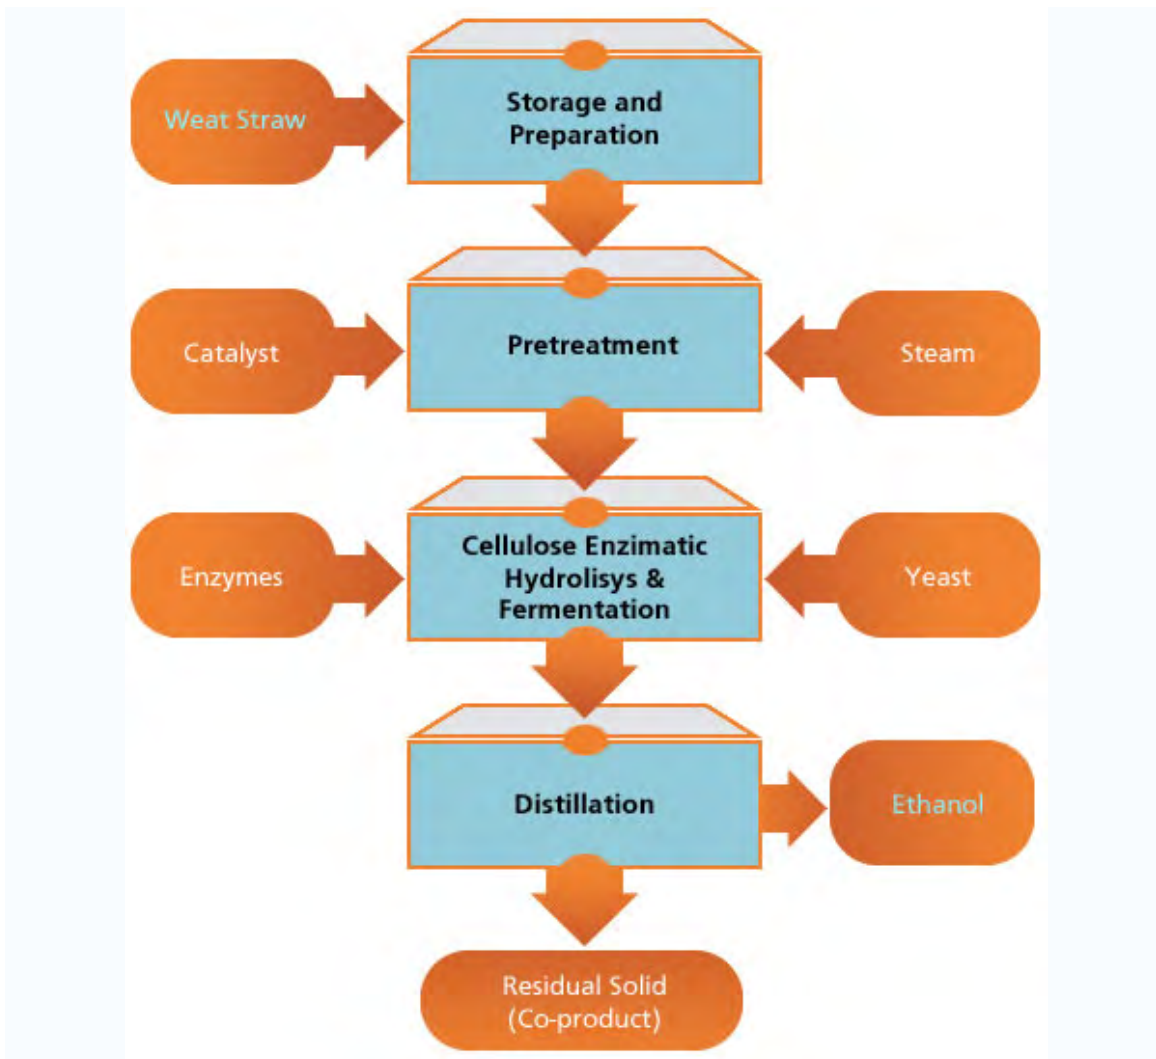 Weat Straw
Storage and
Preparation
Catalyst
Pretreatment
Steam
Enzymes
Cellulose Enzimatic
Hydrolisys &
Fermentation
Yeast
Distillation
Ethanol
Residual Solid
(Co-product)